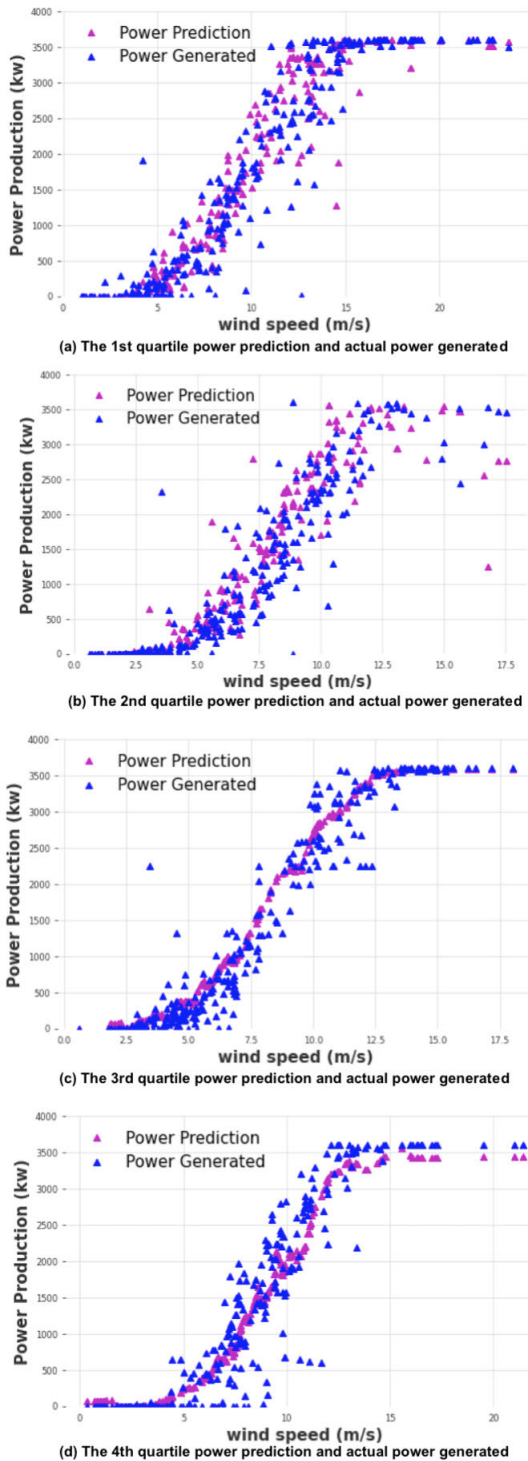 Power Prediction
Power Generated
Power Production (kw)
4000
3500
3000
2500
2000
1500
1000
500
0
0 5 10 15 20
wind speed (m/s)
(a) The 1st quartile power prediction and actual power generated
Power Prediction
Power Generated
Power Production (kw)
4000
3500
3000
2500
2000
1500
1000
500
0
0.0 2.5 5.0 7.5 10.0 12.5 15.0 17.5
wind speed (m/s)
(b) The 2nd quartile power prediction and actual power generated
Power Prediction
Power Generated
Power Production (kw)
4000
3500
3000
2500
2000
1500
1000
500
0
0.0 2.5 5.0 7.5 10.0 12.5 15.0 17.5
wind speed (m/s)
(c) The 3rd quartile power prediction and actual power generated
Power Prediction
Power Generated
Power Production (kw)
4000
3500
3000
2500
2000
1500
1000
500
0
0 5 10 15 20
wind speed (m/s)
(d) The 4th quartile power prediction and actual power generated